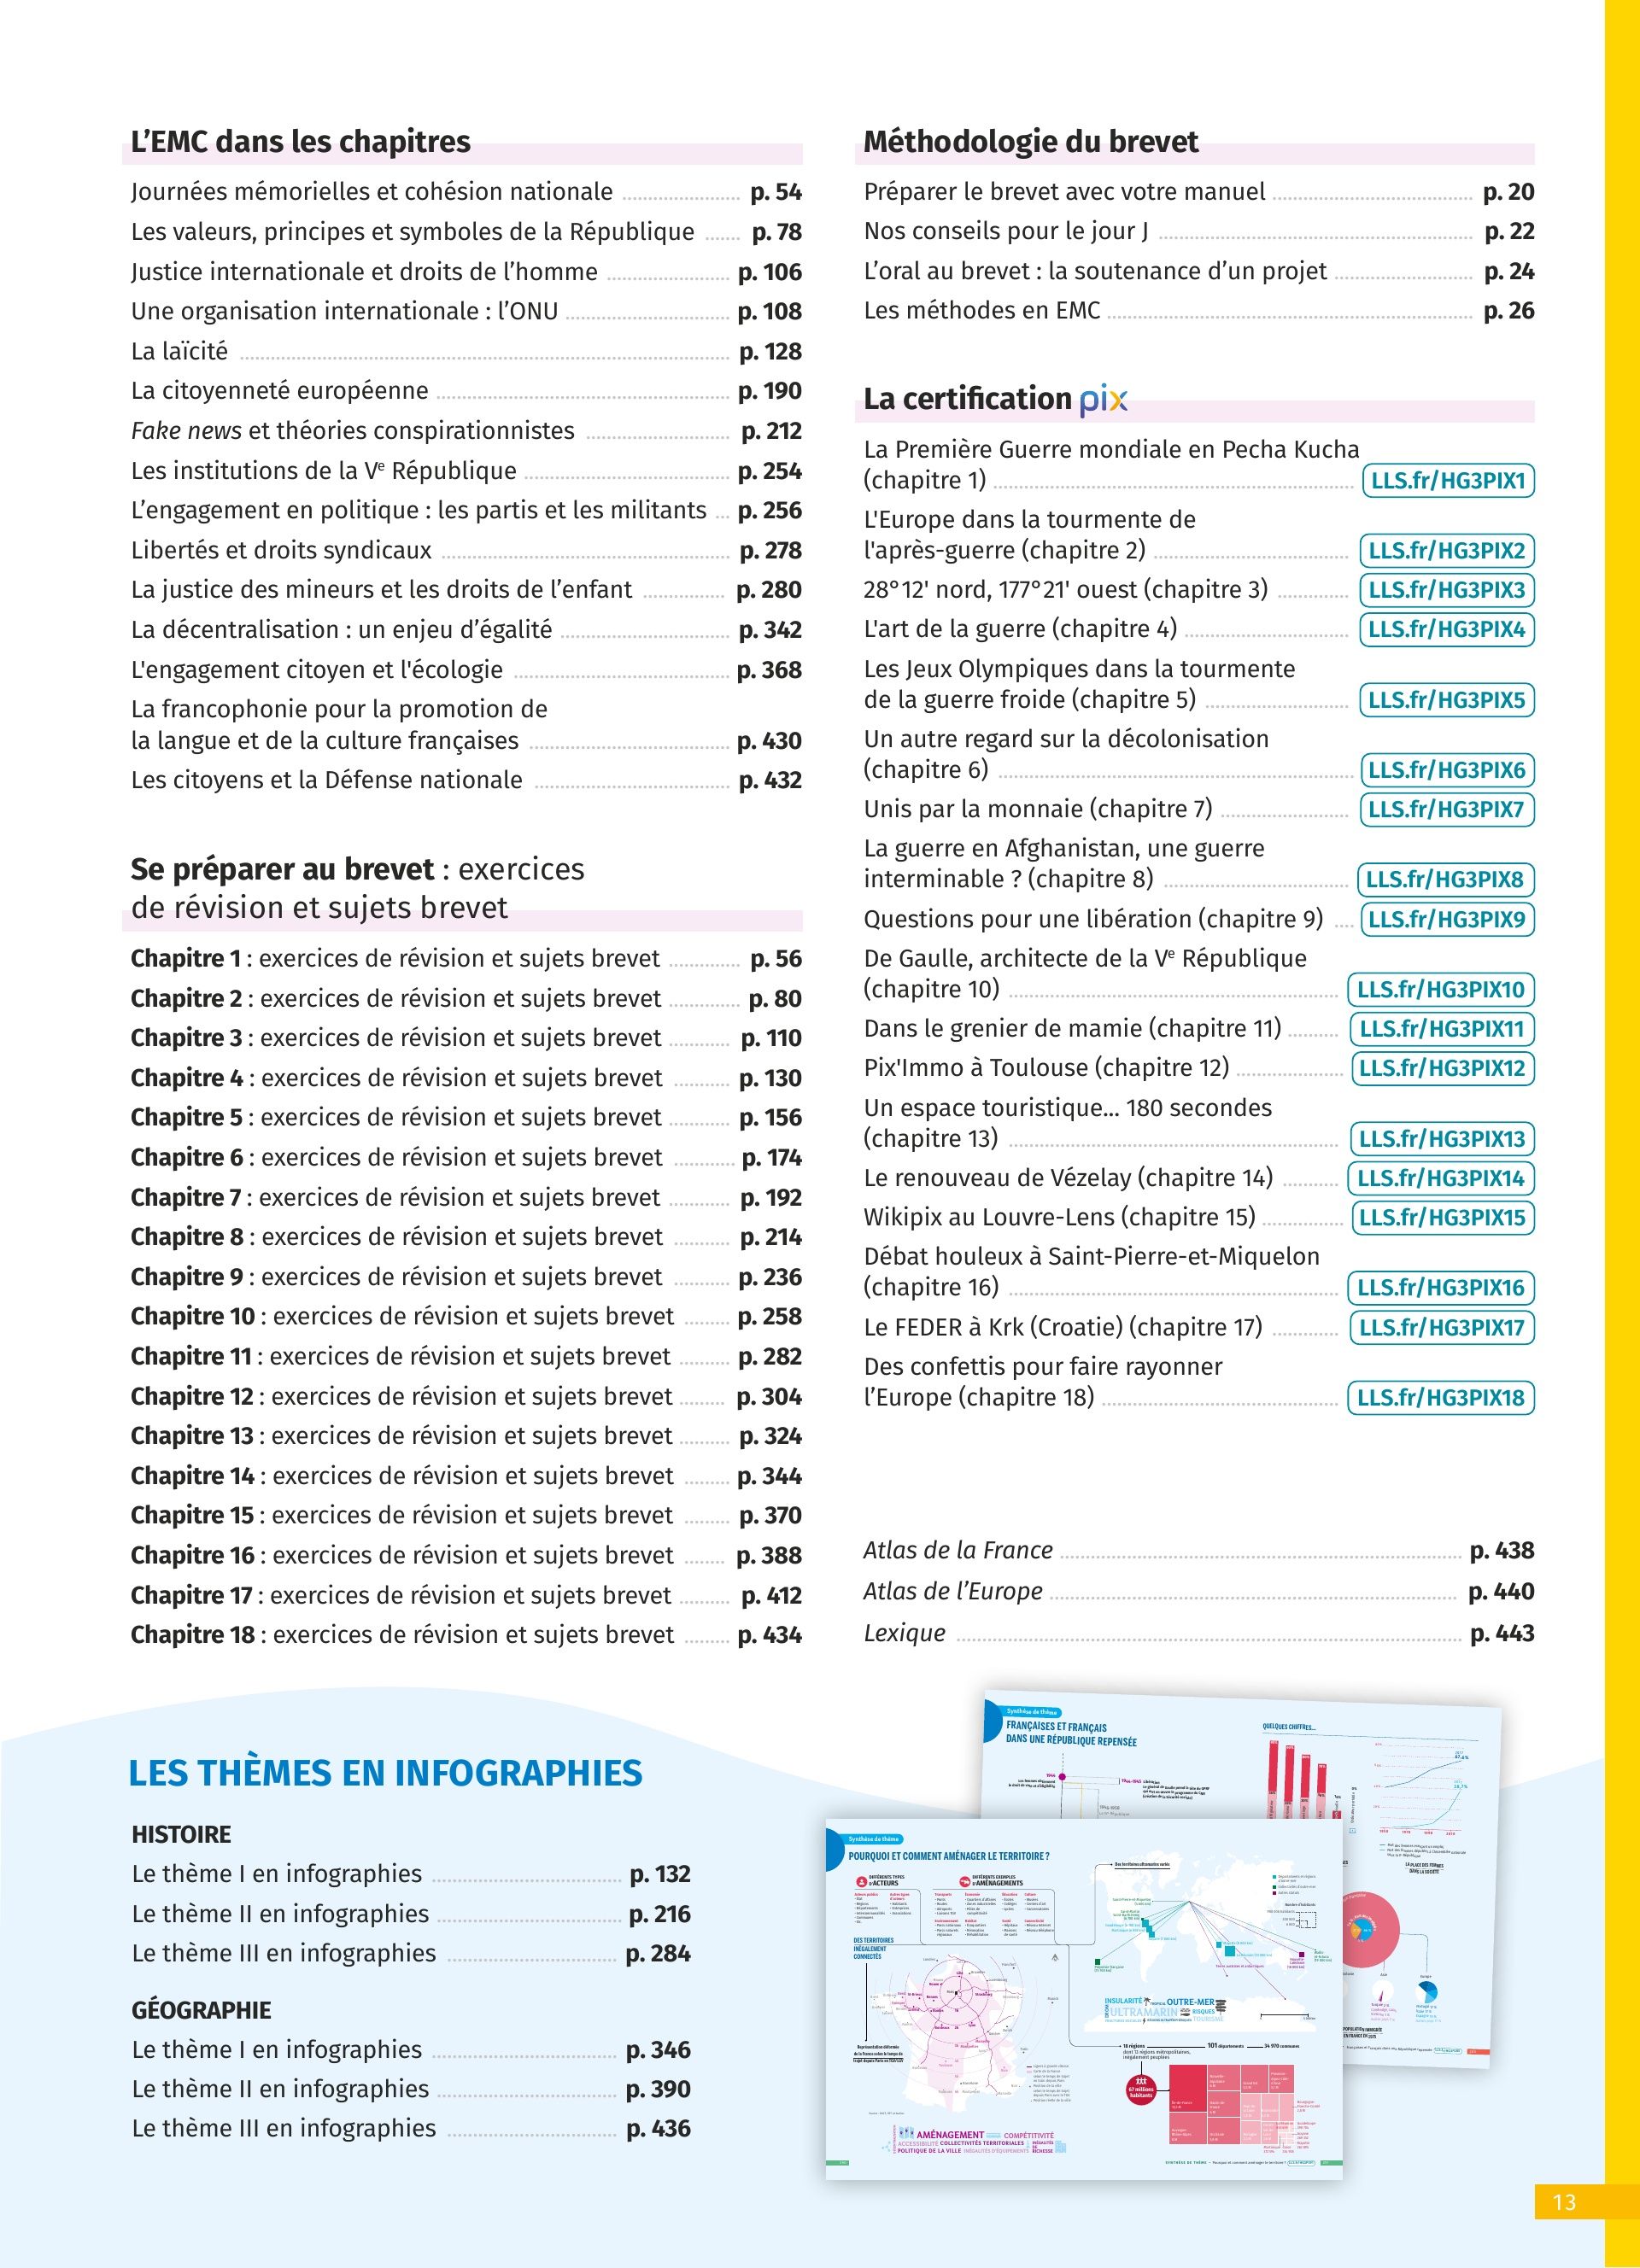 L’EMC dans les chapitres
Journées mémorielles et cohésion nationale ..................... p. 54
Les valeurs, principes et symboles de la République ...... p. 78
Justice internationale et droits de l’homme ..................... p. 106
Une organisation internationale : l’ONU ..................... p. 108
La laïcité ..................... p. 128
La citoyenneté européenne ..................... p. 190
Fake news et théories conspirationnistes ..................... p. 212
Les institutions de la Ve République ..................... p. 254
L’engagement en politique : les partis et les militants ... p. 256
Libertés et droits syndicaux ..................... p. 278
La justice des mineurs et les droits de l’enfant ............... p. 280
La décentralisation : un enjeu d’égalité ..................... p. 342
L'engagement citoyen et l'écologie ..................... p. 368
La francophonie pour la promotion de
la langue et de la culture françaises ..................... p. 430
Les citoyens et la Défense nationale ..................... p. 432
Se préparer au brevet : exercices
de révision et sujets brevet
Chapitre 1 : exercices de révision et sujets brevet ............ p. 56
Chapitre 2 : exercices de révision et sujets brevet ............ p. 80
Chapitre 3 : exercices de révision et sujets brevet .......... p. 110
Chapitre 4 : exercices de révision et sujets brevet .......... p. 130
Chapitre 5 : exercices de révision et sujets brevet .......... p. 156
Chapitre 6 : exercices de révision et sujets brevet .......... p. 174
Chapitre 7 : exercices de révision et sujets brevet .......... p. 192
Chapitre 8 : exercices de révision et sujets brevet .......... p. 214
Chapitre 9 : exercices de révision et sujets brevet .......... p. 236
Chapitre 10 : exercices de révision et sujets brevet ........ p. 258
Chapitre 11 : exercices de révision et sujets brevet ......... p. 282
Chapitre 12 : exercices de révision et sujets brevet ........ p. 304
Chapitre 13 : exercices de révision et sujets brevet ......... p. 324
Chapitre 14 : exercices de révision et sujets brevet ........ p. 344
Chapitre 15 : exercices de révision et sujets brevet ........ p. 370
Chapitre 16 : exercices de révision et sujets brevet ....... p. 388
Chapitre 17 : exercices de révision et sujets brevet ......... p. 412
Chapitre 18 : exercices de révision et sujets brevet ........ p. 434
Méthodologie du brevet
Préparer le brevet avec votre manuel ..................... p. 20
Nos conseils pour le jour J ..................... p. 22
L’oral au brevet : la soutenance d’un projet ..................... p. 24
Les méthodes en EMC ..................... p. 26
La certification pix
La Première Guerre mondiale en Pecha Kucha
(chapitre 1) ..................... LLS.fr/HG3PIX1
L'Europe dans la tourmente de
l'après-guerre (chapitre 2) ..................... LLS.fr/HG3PIX2
28°12' nord, 177°21' ouest (chapitre 3) ............ LLS.fr/HG3PIX3
L'art de la guerre (chapitre 4) ..................... LLS.fr/HG3PIX4
Les Jeux Olympiques dans la tourmente
de la guerre froide (chapitre 5) ..................... LLS.fr/HG3PIX5
Un autre regard sur la décolonisation
(chapitre 6) ..................... LLS.fr/HG3PIX6
Unis par la monnaie (chapitre 7) ..................... LLS.fr/HG3PIX7
La guerre en Afghanistan, une guerre
interminable ? (chapitre 8) ..................... LLS.fr/HG3PIX8
Questions pour une libération (chapitre 9) .... LLS.fr/HG3PIX9
De Gaulle, architecte de la Ve République
(chapitre 10) ..................... LLS.fr/HG3PIX10
Dans le grenier de mamie (chapitre 11) ......... LLS.fr/HG3PIX11
Pix'Immo à Toulouse (chapitre 12) ................... LLS.fr/HG3PIX12
Un espace touristique... 180 secondes
(chapitre 13) ..................... LLS.fr/HG3PIX13
Le renouveau de Vézelay (chapitre 14) .......... LLS.fr/HG3PIX14
Wikipix au Louvre-Lens (chapitre 15) .............. LLS.fr/HG3PIX15
Débat houleux à Saint-Pierre-et-Miquelon
(chapitre 16) ..................... LLS.fr/HG3PIX16
Le FEDER à Krk (Croatie) (chapitre 17) ............ LLS.fr/HG3PIX17
Des confettis pour faire rayonner
l’Europe (chapitre 18) ..................... LLS.fr/HG3PIX18
Atlas de la France ..................... p. 438
Atlas de l’Europe ..................... p. 440
Lexique ..................... p. 443
LES THÈMES EN INFOGRAPHIES
HISTOIRE
Le thème I en infographies ..................... p. 132
Le thème II en infographies ..................... p. 216
Le thème III en infographies ..................... p. 284
GÉOGRAPHIE
Le thème I en infographies ..................... p. 346
Le thème II en infographies ..................... p. 390
Le thème III en infographies ..................... p. 436
Synthèse de thème
FRANÇAISES ET FRANÇAIS
DANS UNE RÉPUBLIQUE REPENSÉE
QUELQUES CHIFFRES...
Synthèse de thème
POURQUOI ET COMMENT AMÉNAGER LE TERRITOIRE ?
DIFFÉRENTS TYPES
D'ACTEURS
DIFFÉRENTS EXEMPLES
D'AMÉNAGEMENTS
DES TERRITOIRES
INÉGALEMENT
CONNECTÉS
INSULARITÉ
OUTRE-MER
ULTRAMARIN
RISQUES
TOURISME
18 régions
101 départements
34 970 communes
67 millions
habitants
AMÉNAGEMENT
COMPÉTITIVITÉ
ACCESSIBILITÉ COLLECTIVITÉS TERRITORIALES
POLITIQUE DE LA VILLE INÉGALITÉS D'ÉQUIPEMENTS
13